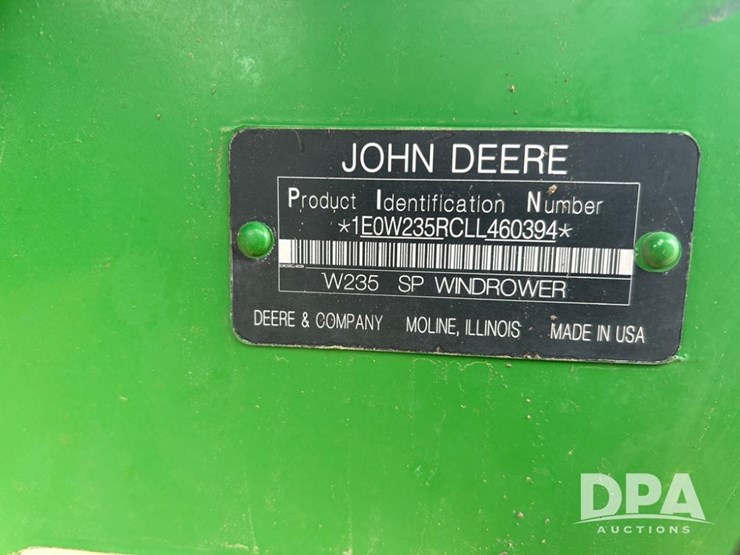 JOHN DEERE
Product Identification Number
*1E0W235RCLL460394*
W235 SP WINDROWER
DEERE & COMPANY MOLINE, ILLINOIS MADE IN USA
DPA
AUCTIONS